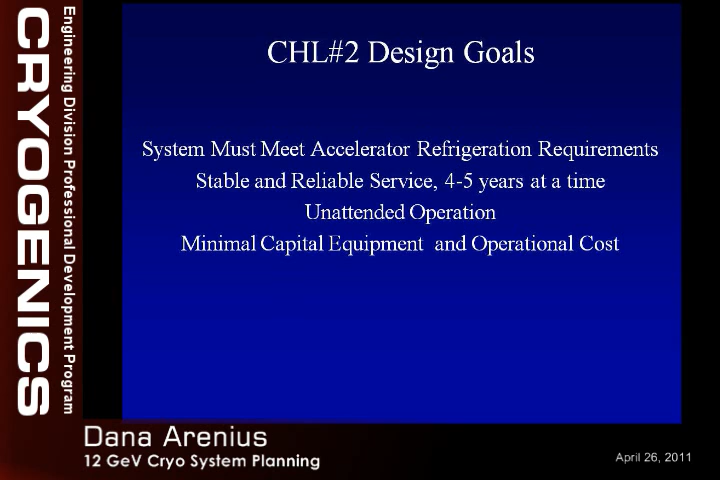 CRYOGENICS
Engineering Division Professional Development Program
CHL#2 Design Goals
System Must Meet Accelerator Refrigeration Requirements
Stable and Reliable Service, 4-5 years at a time
Unattended Operation
Minimal Capital Equipment and Operational Cost
Dana Arenius
12 GeV Cryo System Planning
April 26, 2011